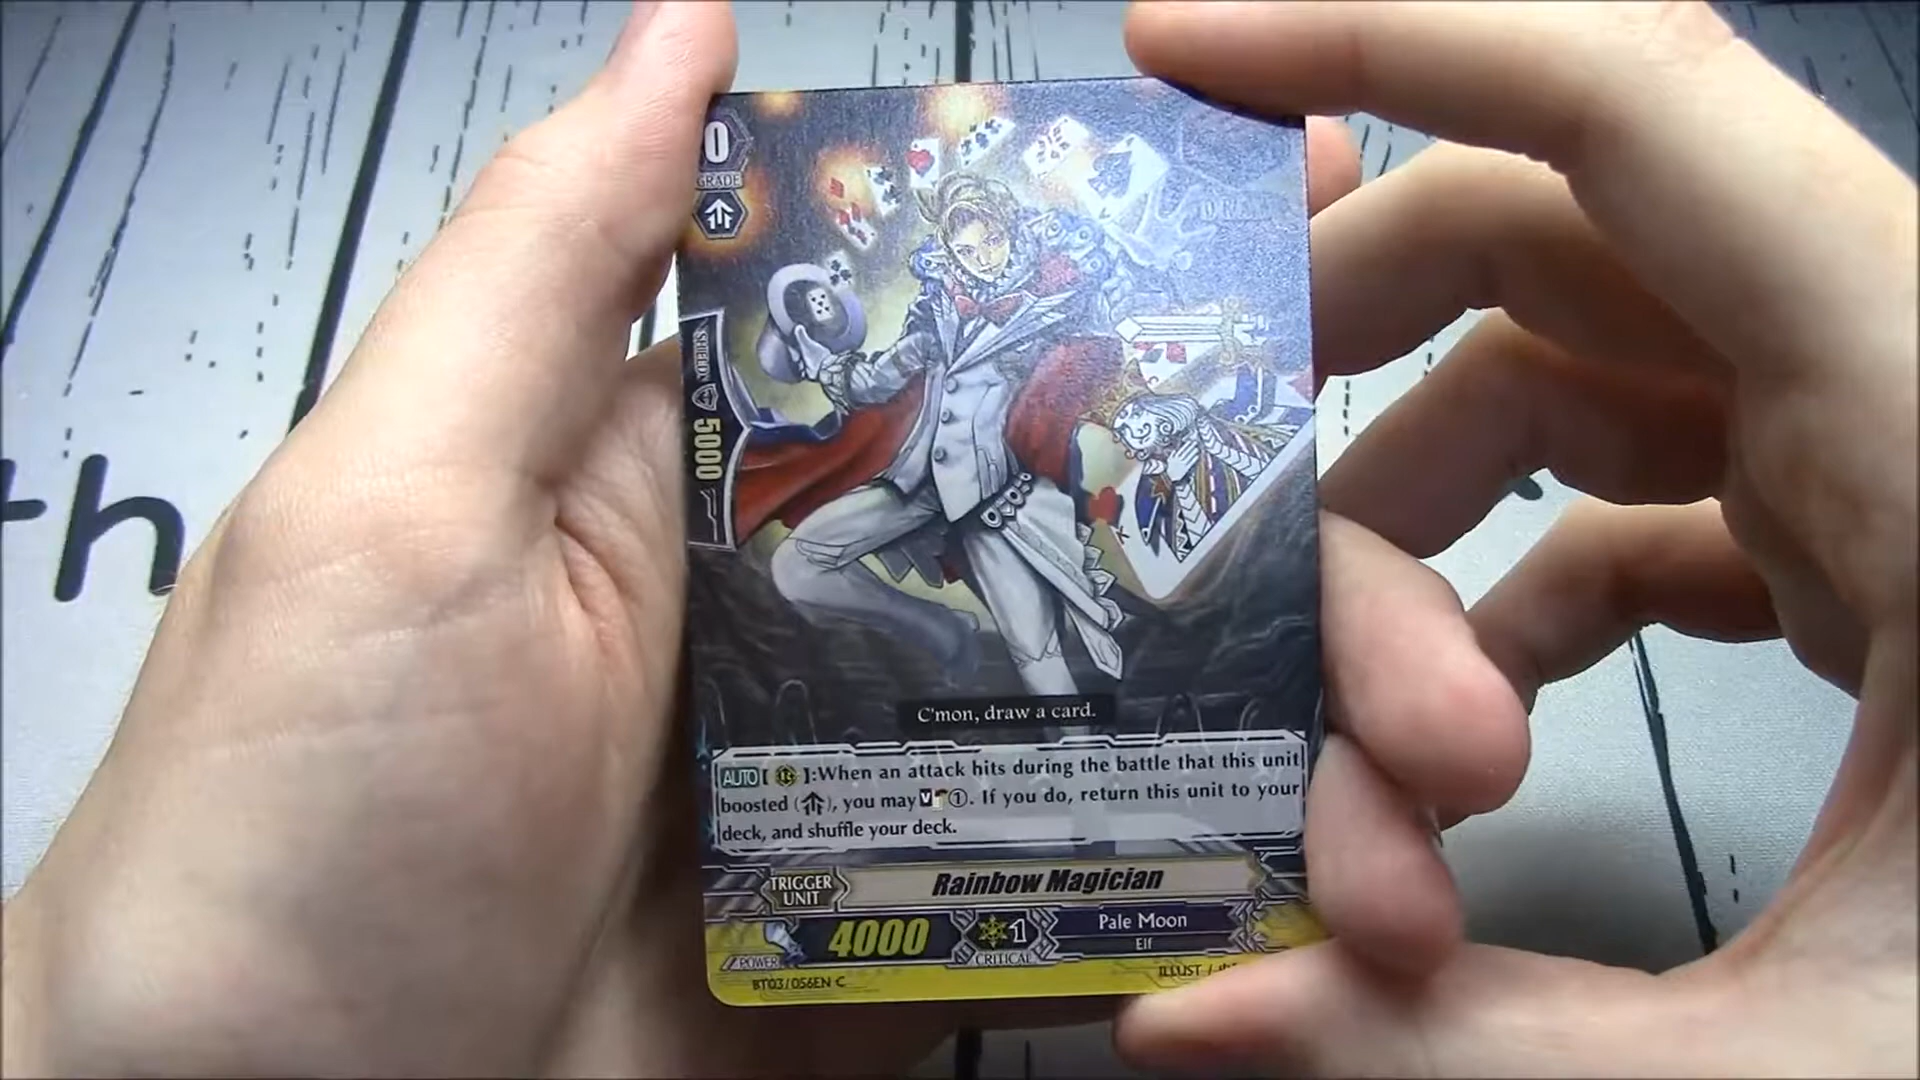 0
GRADE
DRAW
th
SHIELD
5000
C'mon, draw a card.
AUTO [ ]:When an attack hits during the battle that this unit
boosted ( ), you may V ①. If you do, return this unit to your
deck, and shuffle your deck.
TRIGGER
UNIT
Rainbow Magician
4000
1
Pale Moon
Elf
POWER
CRITICAL
BT03/056EN C
ILLUST /